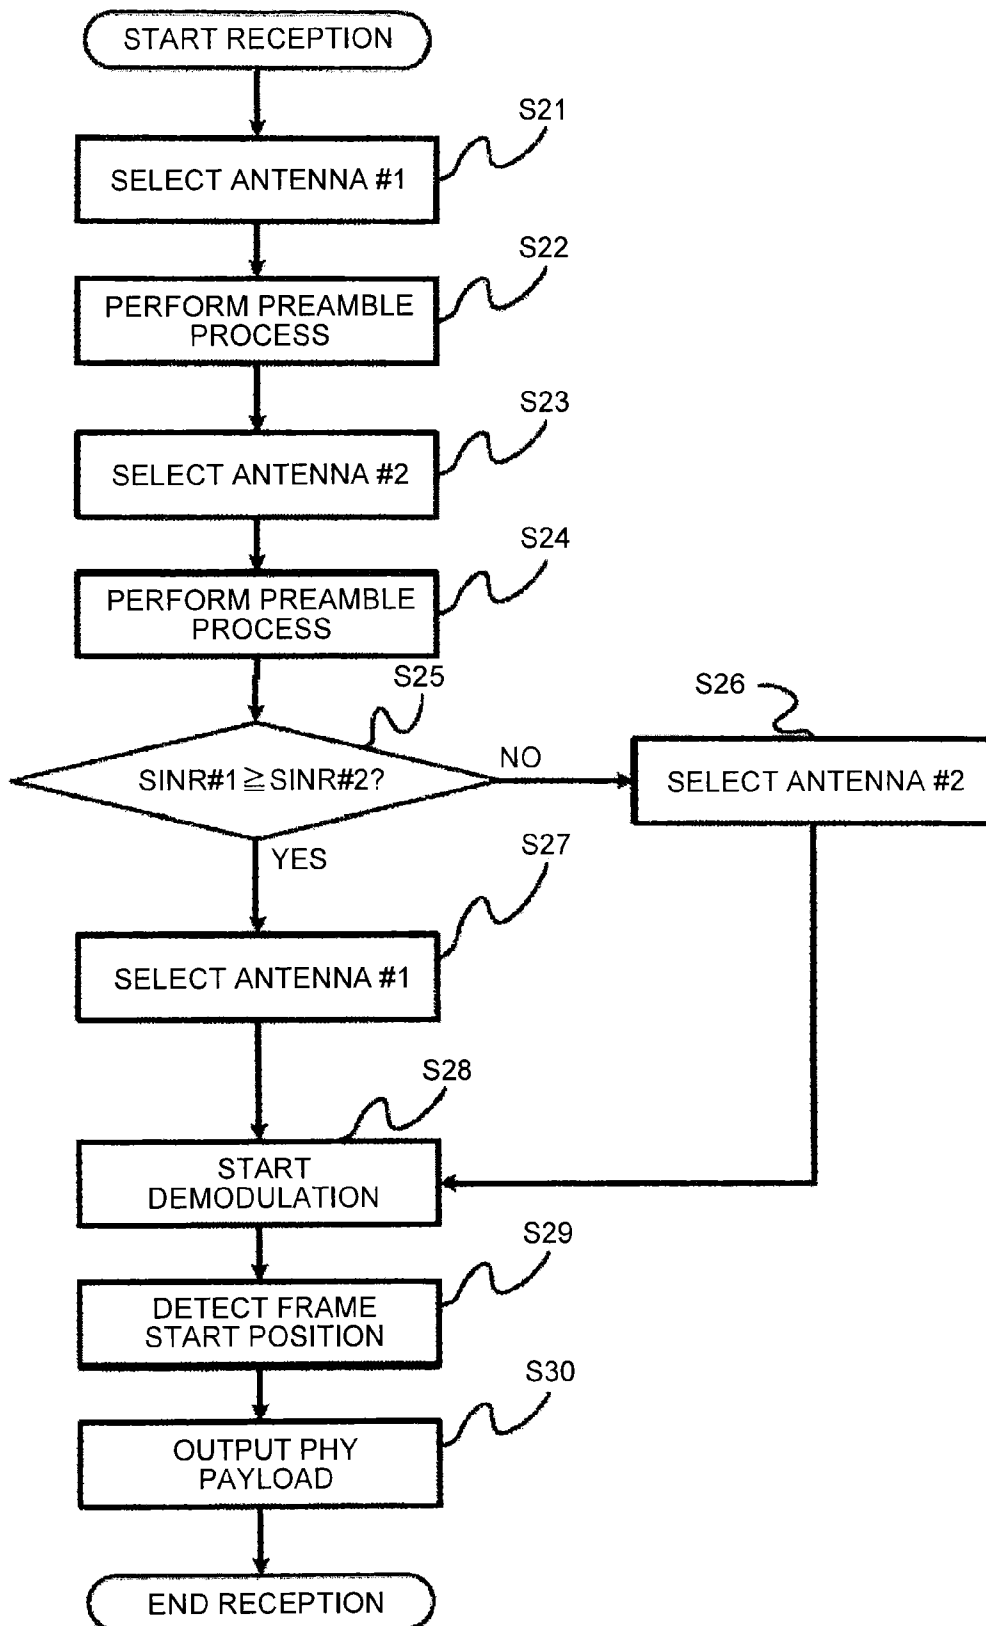 START RECEPTION
S21
SELECT ANTENNA #1
S22
PERFORM PREAMBLE
PROCESS
S23
SELECT ANTENNA #2
S24
PERFORM PREAMBLE
PROCESS
S25
SINR#1≧SINR#2?
NO
S26
SELECT ANTENNA #2
YES
S27
SELECT ANTENNA #1
S28
START
DEMODULATION
S29
DETECT FRAME
START POSITION
S30
OUTPUT PHY
PAYLOAD
END RECEPTION